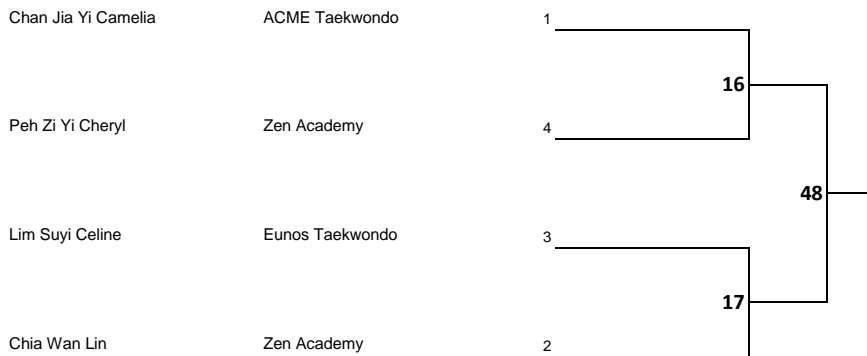 Chan Jia Yi Camelia ACME Taekwondo 1
16
Peh Zi Yi Cheryl Zen Academy 4
48
Lim Suyi Celine Eunos Taekwondo 3
17
Chia Wan Lin Zen Academy 2